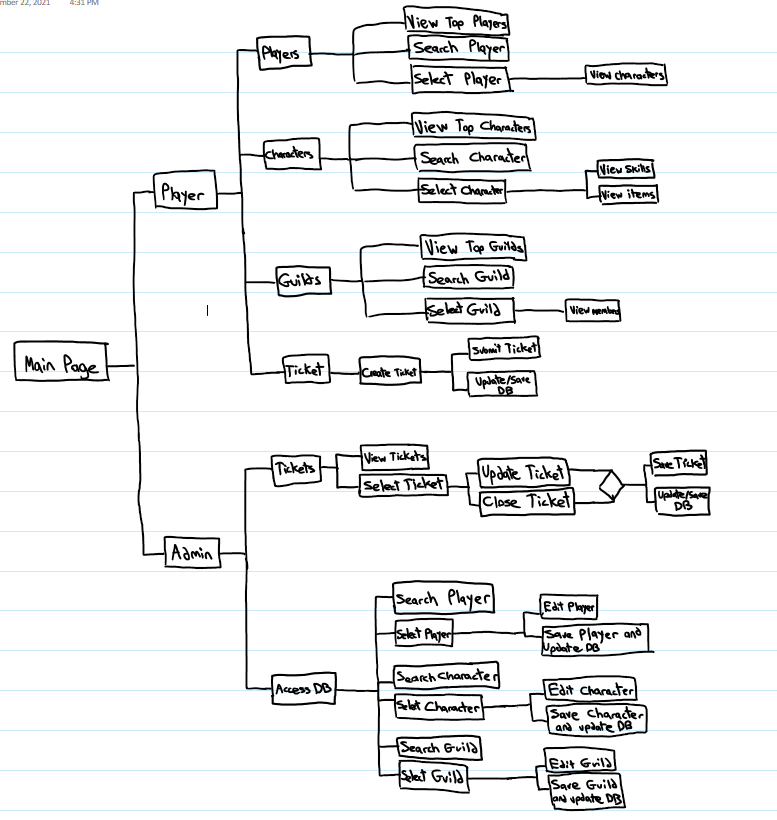 mber 22, 2021 4:31 PM
View Top Players
Players
Search Player
Select Player
View characters
View Top Characters
Characters
Search Character
Select Character
View Skills
View items
Player
View Top Guilds
Guilds
Search Guild
Select Guild
View members
Submit Ticket
Ticket
Create Ticket
Update/Save
DB
Main Page
View Tickets
Tickets
Select Ticket
Update Ticket
Close Ticket
Save Ticket
Update/Save
DB
Admin
Search Player
Select Player
Edit Player
Save Player and
Update DB
Access DB
Search Character
Select Character
Edit Character
Save Character
and update DB
Search Guild
Select Guild
Edit Guild
Save Guild
and update DB